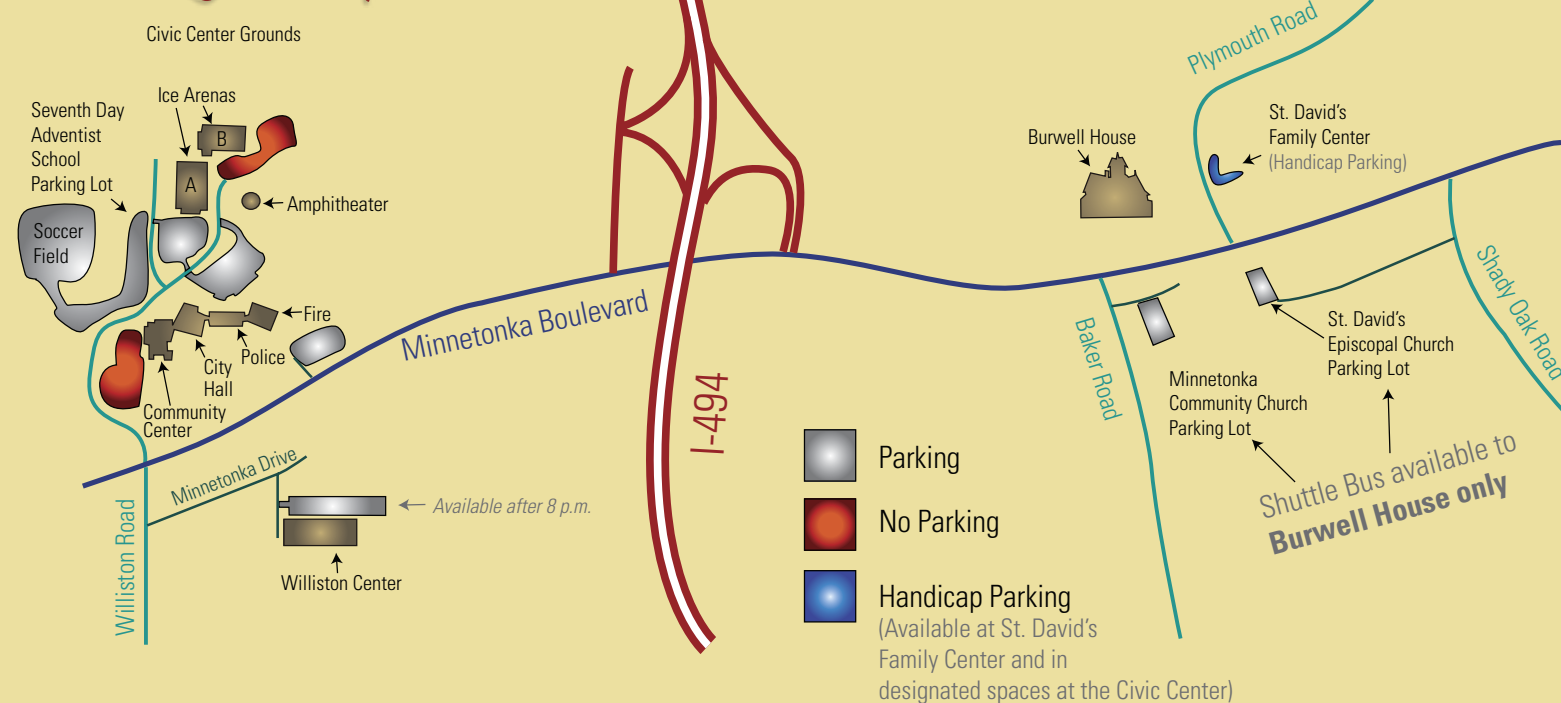 Civic Center Grounds
Ice Arenas
Seventh Day
Adventist
School
Parking Lot
B
A
Amphitheater
Soccer
Field
Fire
Police
City
Hall
Community
Center
Minnetonka Boulevard
Minnetonka Drive
Williston Road
Available after 8 p.m.
Williston Center
I-494
Plymouth Road
Burwell House
St. David's
Family Center
(Handicap Parking)
Baker Road
Shady Oak Road
St. David's
Episcopal Church
Parking Lot
Minnetonka
Community Church
Parking Lot
Shuttle Bus available to
Burwell House only
Parking
No Parking
Handicap Parking
(Available at St. David's
Family Center and in
designated spaces at the Civic Center)